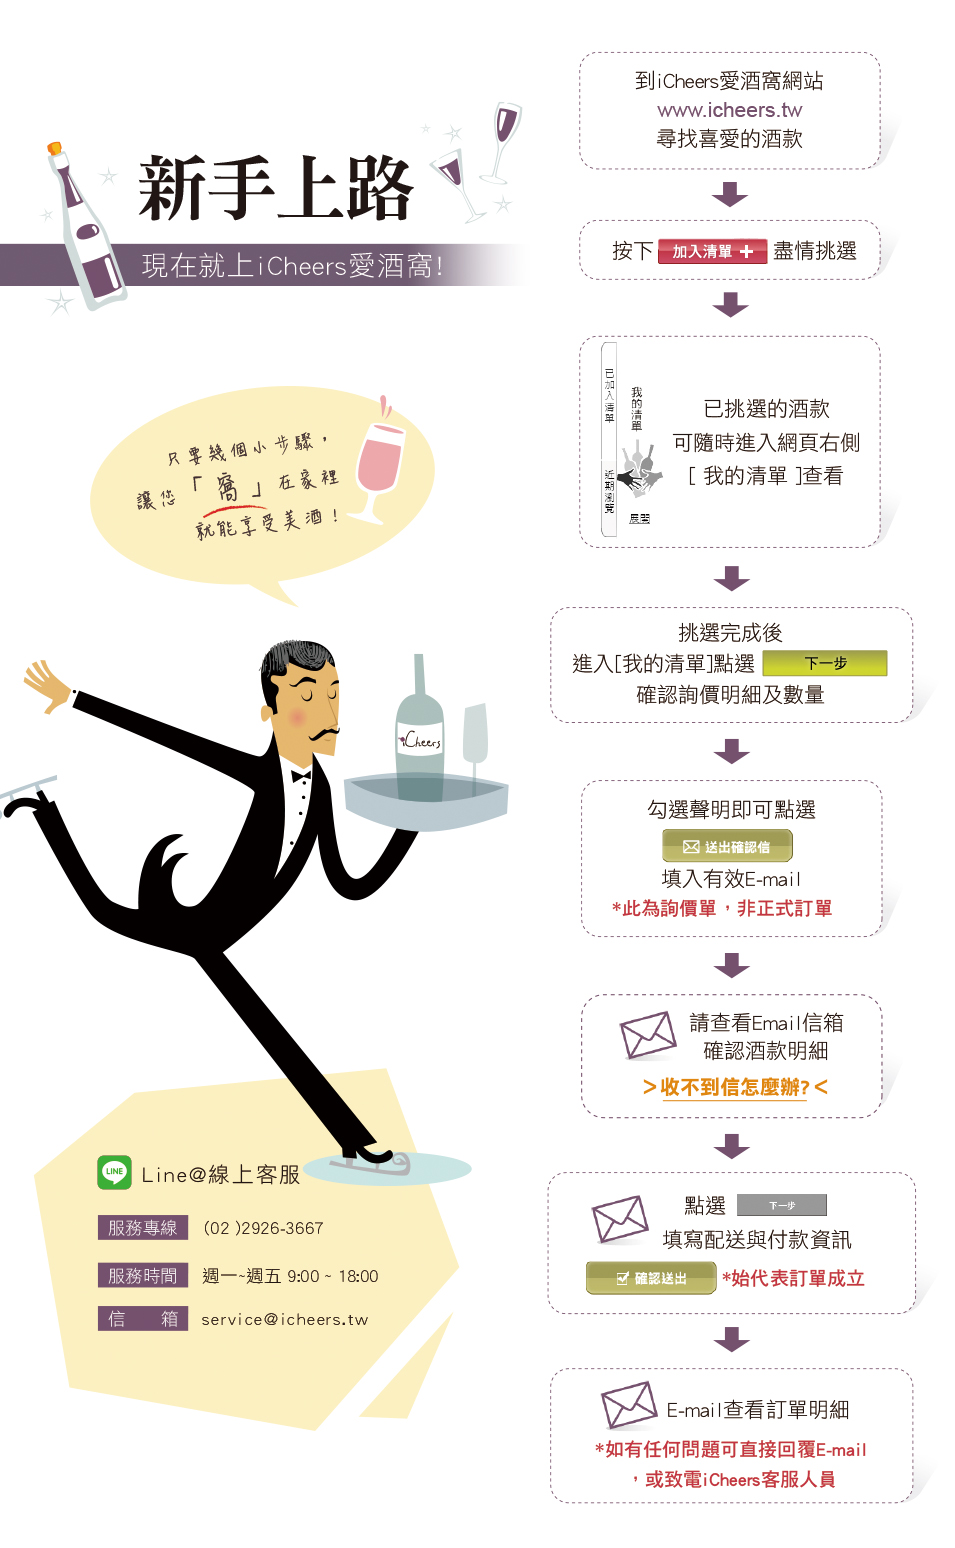 新手上路
現在就上iCheers愛酒窩!
只要幾個小步驟，
讓您「窩」在家裡
就能享受美酒！
iCheers
LINE
Line@線上客服
服務專線 (02 )2926-3667
服務時間 週一~週五 9:00 ~ 18:00
信 箱 service@icheers.tw
到iCheers愛酒窩網站
www.icheers.tw
尋找喜愛的酒款
按下 加入清單 + 盡情挑選
已加入清單
我的清單
近期瀏覽
展開
已挑選的酒款
可隨時進入網頁右側
[ 我的清單 ]查看
挑選完成後
進入[我的清單]點選 下一步
確認詢價明細及數量
勾選聲明即可點選
送出確認信
填入有效E-mail
*此為詢價單，非正式訂單
請查看Email信箱
確認酒款明細
>收不到信怎麼辦?<
點選 下一步
填寫配送與付款資訊
確認送出 *始代表訂單成立
E-mail查看訂單明細
*如有任何問題可直接回覆E-mail
，或致電iCheers客服人員